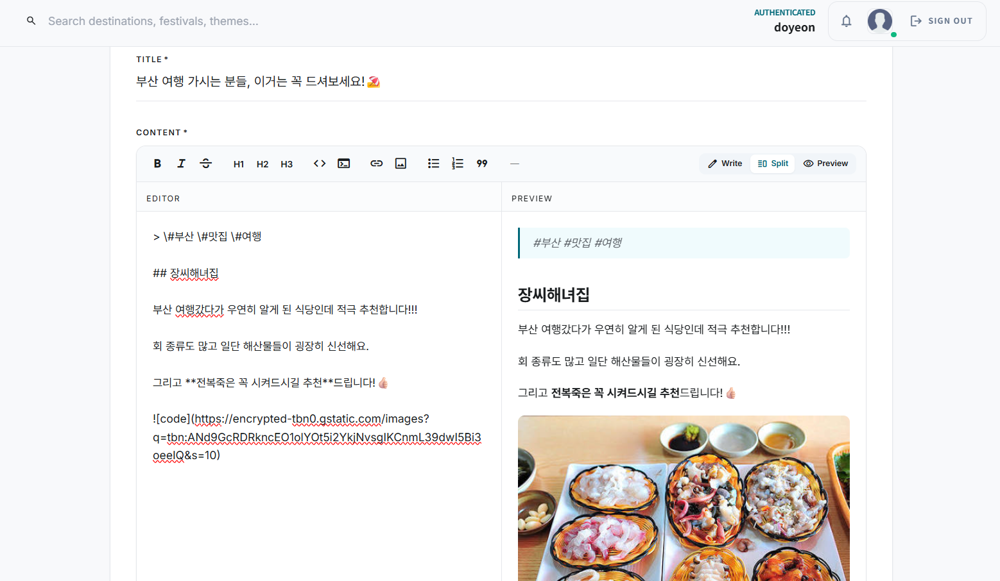 Search destinations, festivals, themes...
AUTHENTICATED
doyeon
SIGN OUT
TITLE *
부산 여행 가시는 분들, 이거는 꼭 드셔보세요! 🏖️
CONTENT *
B I S H1 H2 H3 <> 99 —
Write Split Preview
EDITOR
> \#부산 \#맛집 \#여행
## 장씨해녀집
부산 여행갔다가 우연히 알게 된 식당인데 적극 추천합니다!!!
회 종류도 많고 일단 해산물들이 굉장히 신선해요.
그리고 **전복죽은 꼭 시켜드시길 추천**드립니다! 👍🏻
![code](https://encrypted-tbn0.gstatic.com/images?
q=tbn:ANd9GcRDRkncEO1olYOt5i2YkjNvsglKCnmL39dwI5Bi3
oeelQ&s=10)
PREVIEW
#부산 #맛집 #여행
장씨해녀집
부산 여행갔다가 우연히 알게 된 식당인데 적극 추천합니다!!!
회 종류도 많고 일단 해산물들이 굉장히 신선해요.
그리고 전복죽은 꼭 시켜드시길 추천드립니다! 👍🏻